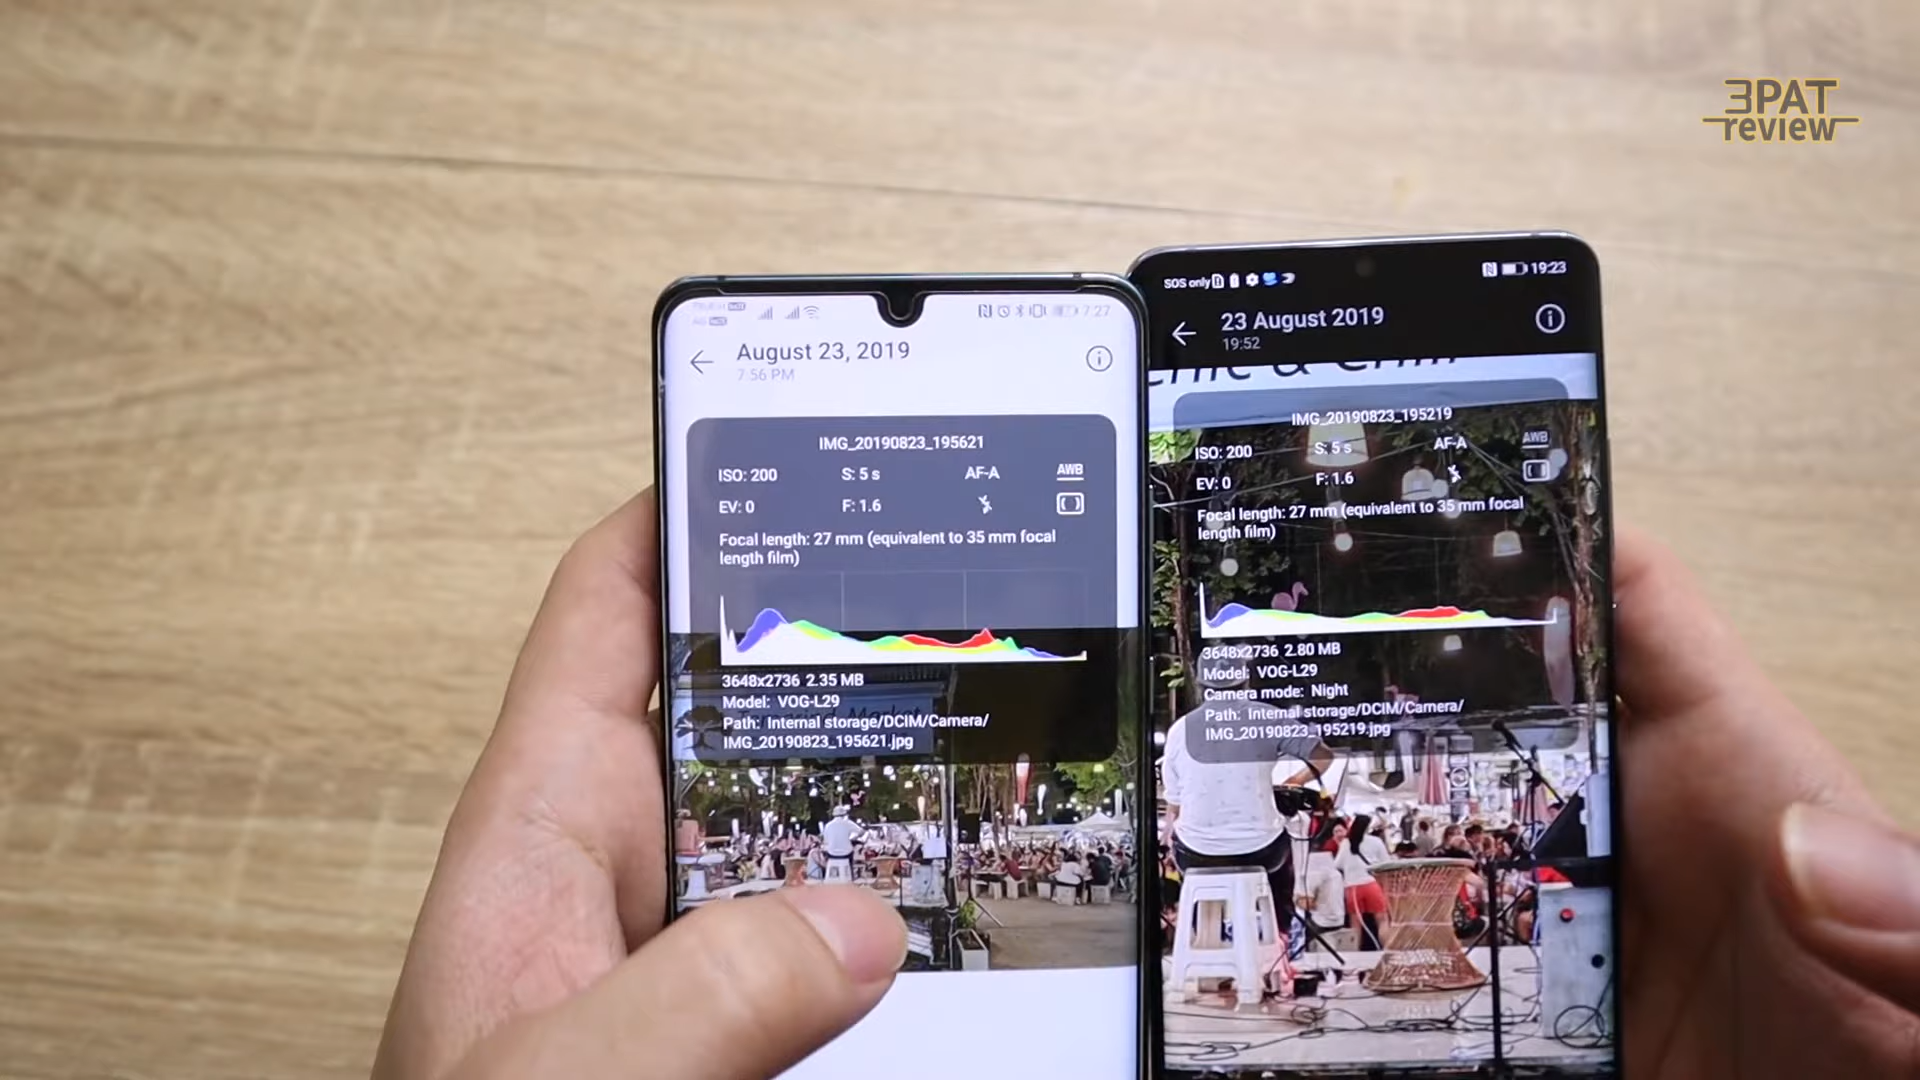 3PAT
review
7:27
August 23, 2019
7:56 PM
IMG_20190823_195621
ISO: 200 S: 5 s AF-A AWB
EV: 0 F: 1.6
Focal length: 27 mm (equivalent to 35 mm focal
length film)
3648x2736 2.35 MB
Model: VOG-L29
Path: Internal storage/DCIM/Camera/
IMG_20190823_195621.jpg
SOS only 19:23
23 August 2019
19:52
& Chill
IMG_20190823_195219
ISO: 200 S: 5 s AF-A AWB
EV: 0 F: 1.6
Focal length: 27 mm (equivalent to 35 mm focal
length film)
3648x2736 2.80 MB
Model: VOG-L29
Camera mode: Night
Path: Internal storage/DCIM/Camera/
IMG_20190823_195219.jpg